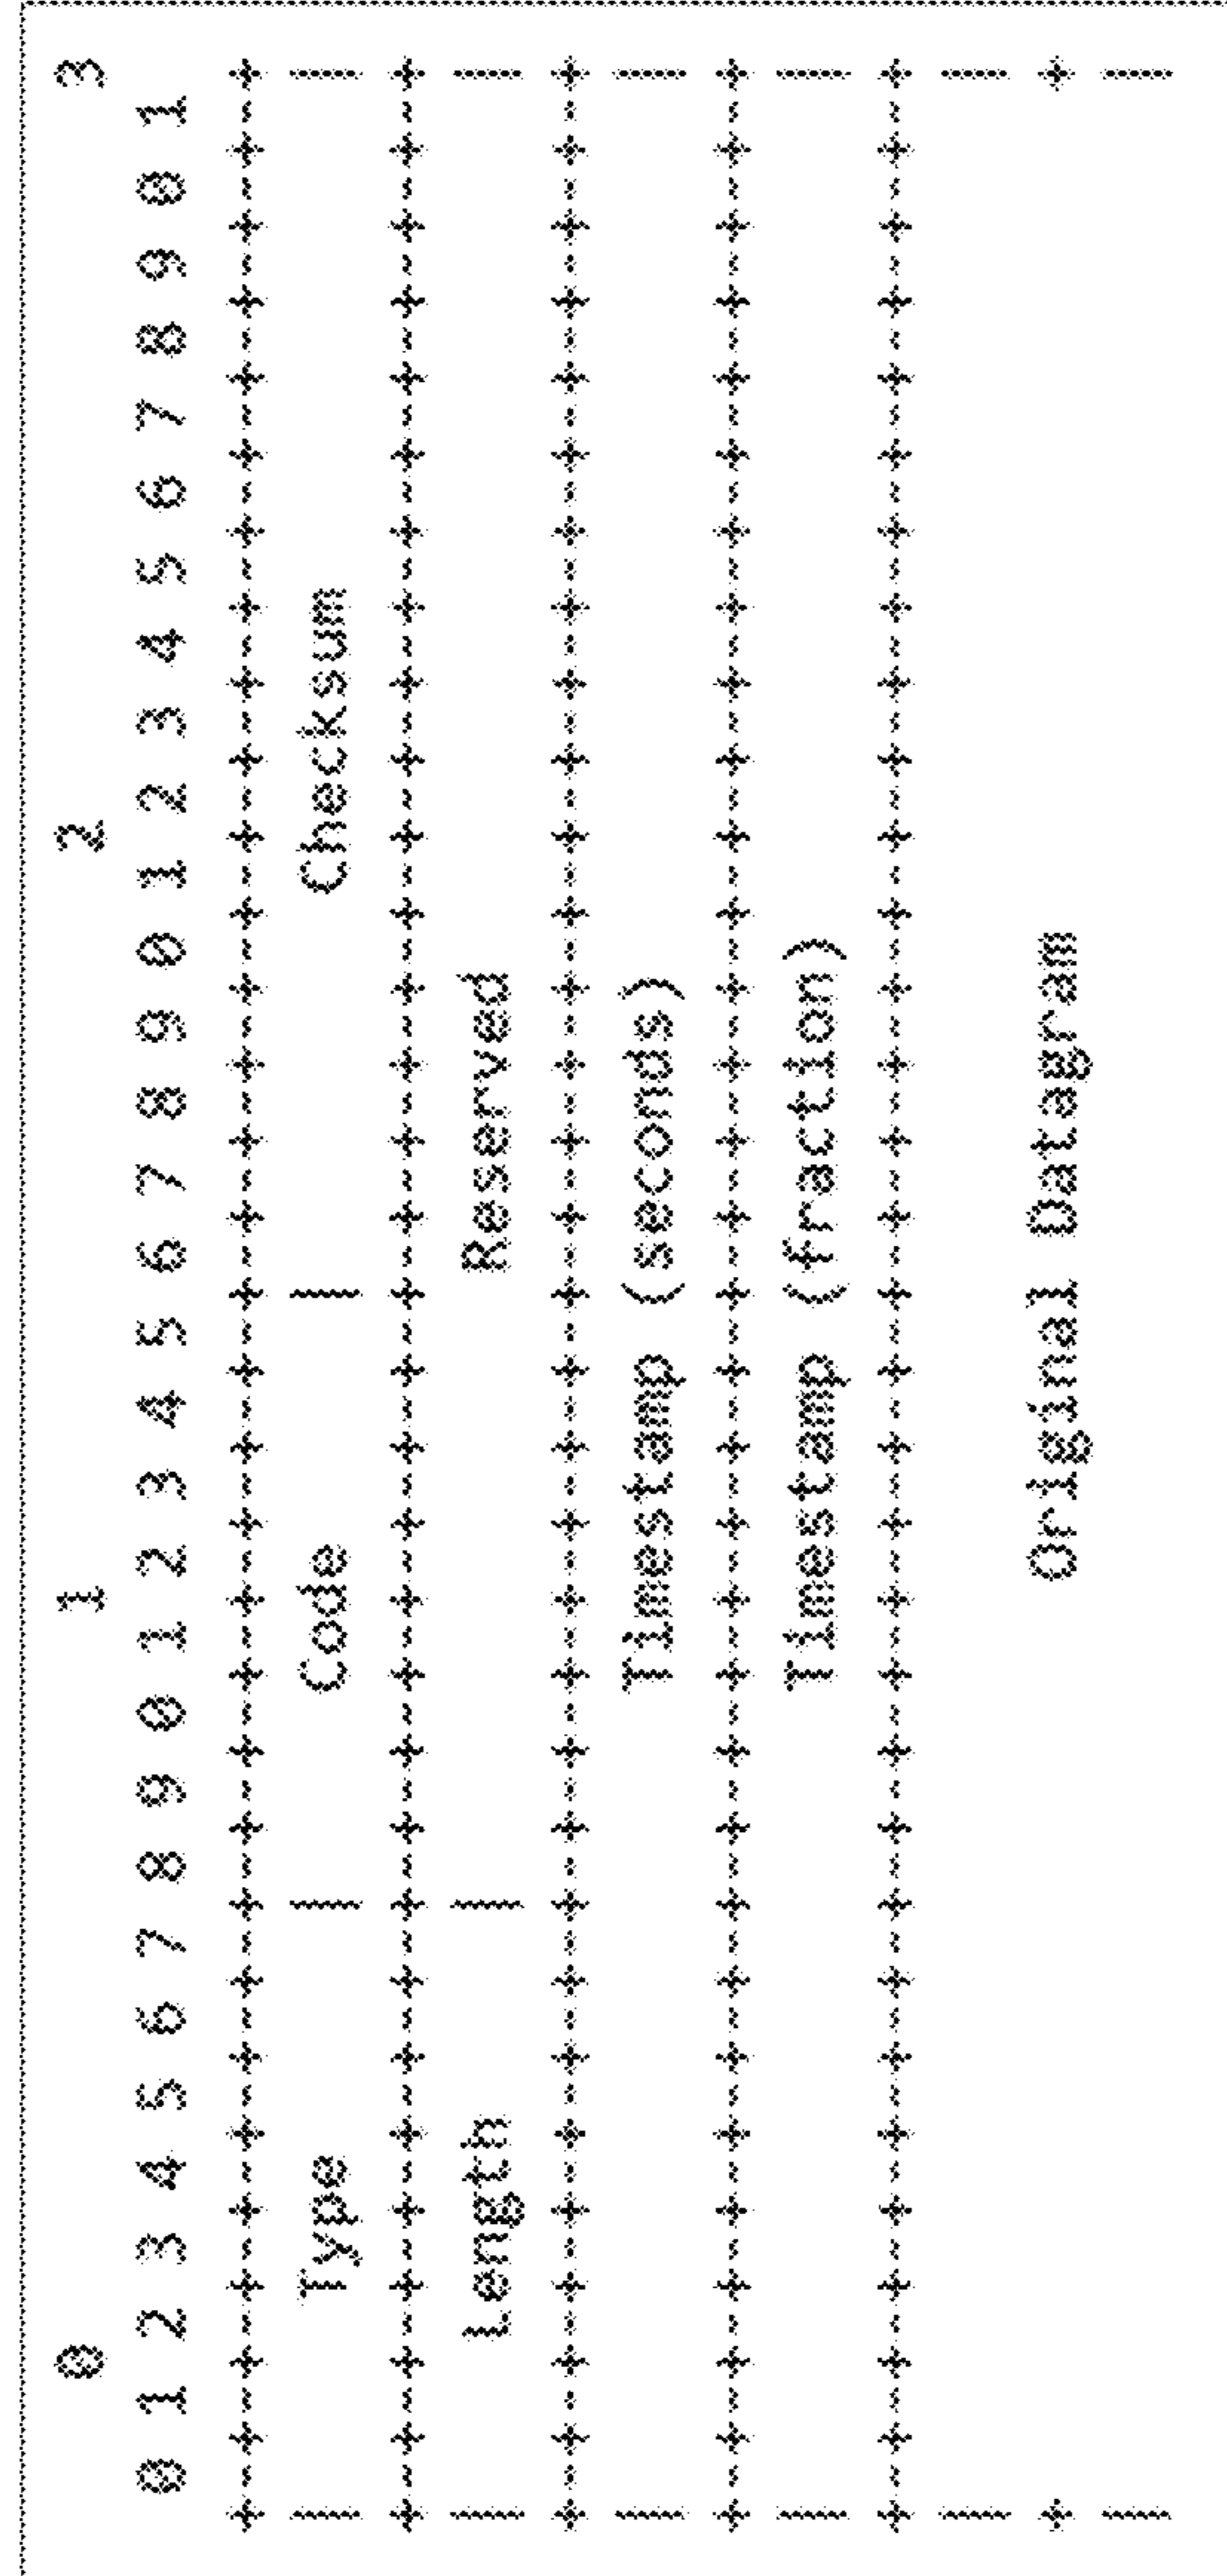 0                   1                   2                   3
 0 1 2 3 4 5 6 7 8 9 0 1 2 3 4 5 6 7 8 9 0 1 2 3 4 5 6 7 8 9 0 1
+-+-+-+-+-+-+-+-+-+-+-+-+-+-+-+-+-+-+-+-+-+-+-+-+-+-+-+-+-+-+-+-+
|     Type      |     Code      |          Checksum             |
+-+-+-+-+-+-+-+-+-+-+-+-+-+-+-+-+-+-+-+-+-+-+-+-+-+-+-+-+-+-+-+-+
|    Length     |                Reserved                       |
+-+-+-+-+-+-+-+-+-+-+-+-+-+-+-+-+-+-+-+-+-+-+-+-+-+-+-+-+-+-+-+-+
|                     Timestamp (seconds)                       |
+-+-+-+-+-+-+-+-+-+-+-+-+-+-+-+-+-+-+-+-+-+-+-+-+-+-+-+-+-+-+-+-+
|                     Timestamp (fraction)                      |
+-+-+-+-+-+-+-+-+-+-+-+-+-+-+-+-+-+-+-+-+-+-+-+-+-+-+-+-+-+-+-+-+
|                                                               |
+                        Original Datagram                      +
|                                                               |